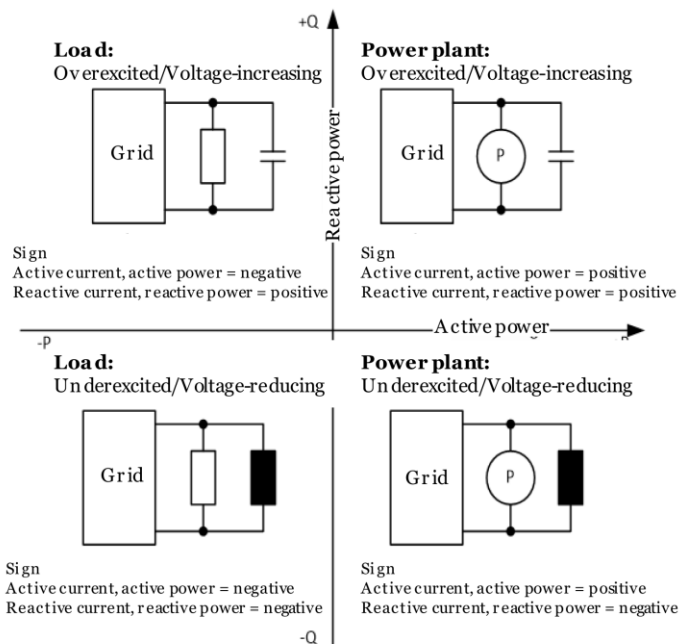 +Q
Load:
Overexcited/Voltage-increasing
Grid
Sign
Active current, active power = negative
Reactive current, reactive power = positive
Power plant:
Overexcited/Voltage-increasing
Grid
P
Sign
Active current, active power = positive
Reactive current, reactive power = positive
Reactive power
Active power
-P
Load:
Underexcited/Voltage-reducing
Grid
Sign
Active current, active power = negative
Reactive current, reactive power = negative
Power plant:
Underexcited/Voltage-reducing
Grid
P
Sign
Active current, active power = positive
Reactive current, reactive power = negative
-Q